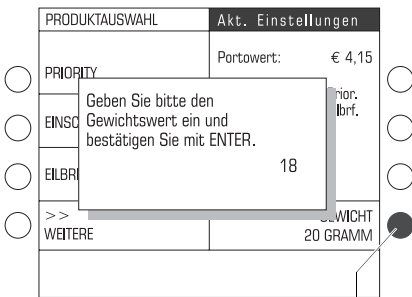 PRODUKTAUSWAHL
Akt. Einstellungen
Portowert: € 4,15
PRIORITY
Geben Sie bitte den
Gewichtswert ein und
bestätigen Sie mit ENTER.
18
>>
WEITERE
20 GRAMM